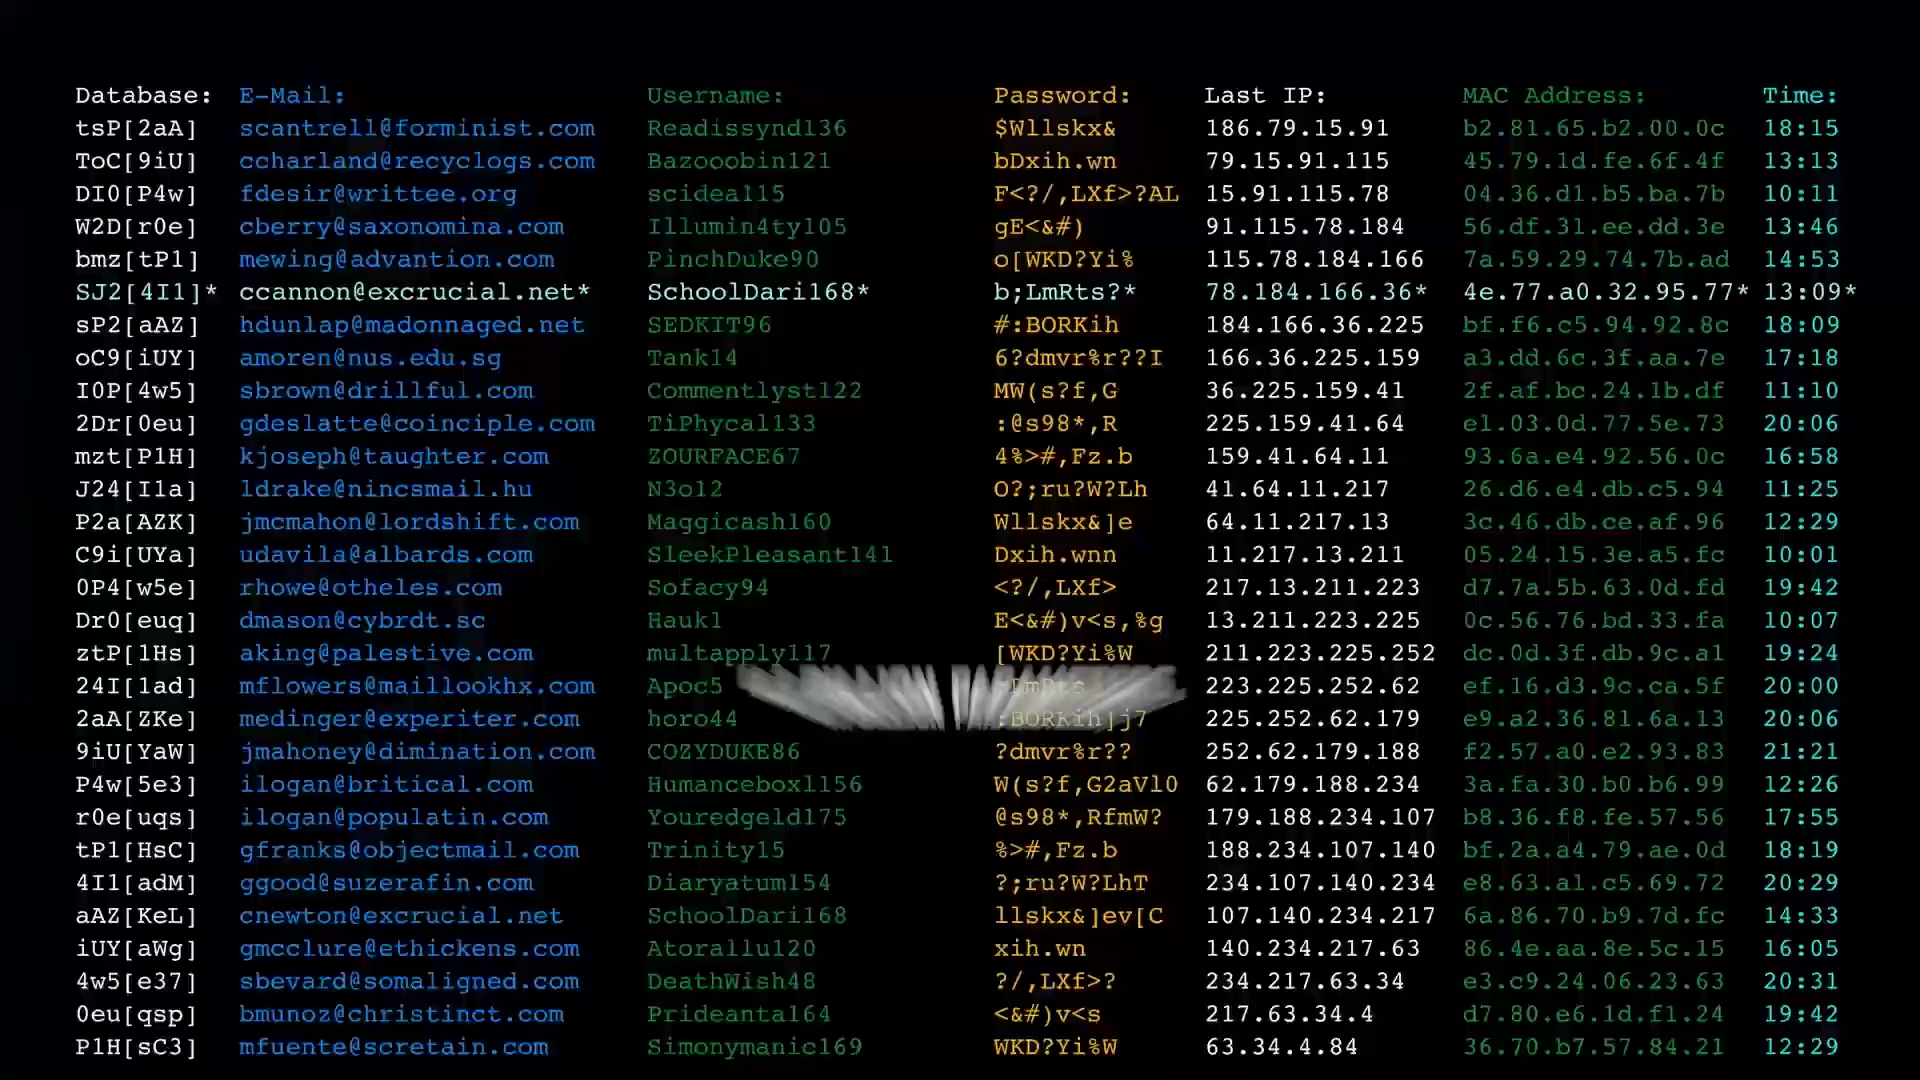 Database: E-Mail: Username: Password: Last IP: MAC Address: Time:
tsP[2aA] scantrell@forminist.com Readissynd136 $Wllskx& 186.79.15.91 b2.81.65.b2.00.0c 18:15
ToC[9iU] ccharland@recyclogs.com Bazooobin121 bDxih.wn 79.15.91.115 45.79.1d.fe.6f.4f 13:13
DI0[P4w] fdesir@writtee.org scideal15 F<?/,LXf>?AL 15.91.115.78 04.36.d1.b5.ba.7b 10:11
W2D[r0e] cberry@saxonomina.com Illumin4ty105 gE<&#) 91.115.78.184 56.df.31.ee.dd.3e 13:46
bmz[tP1] mewing@advantion.com PinchDuke90 o[WKD?Yi% 115.78.184.166 7a.59.29.74.7b.ad 14:53
SJ2[4I1]* ccannon@excrucial.net* SchoolDari168* b;LmRts?* 78.184.166.36* 4e.77.a0.32.95.77* 13:09*
sP2[aAZ] hdunlap@madonnaged.net SEDKIT96 #:BORKih 184.166.36.225 bf.f6.c5.94.92.8c 18:09
oC9[iUY] amoren@nus.edu.sg Tank14 6?dmvr%r??I 166.36.225.159 a3.dd.6c.3f.aa.7e 17:18
I0P[4w5] sbrown@drillful.com Commentlyst122 MW(s?f,G 36.225.159.41 2f.af.bc.24.1b.df 11:10
2Dr[0eu] gdeslatte@coinciple.com TiPhycal133 :@s98*,R 225.159.41.64 e1.03.0d.77.5e.73 20:06
mzt[P1H] kjoseph@taughter.com ZOURFACE67 4%>#,Fz.b 159.41.64.11 93.6a.e4.92.56.0c 16:58
J24[I1a] ldrake@nincsmail.hu N3o12 O?;ru?W?Lh 41.64.11.217 26.d6.e4.db.c5.94 11:25
P2a[AZK] jmcmahon@lordshift.com Maggicash160 Wllskx&]e 64.11.217.13 3c.46.db.ce.af.96 12:29
C9i[UYa] udavila@albards.com SleekPleasant141 Dxih.wnn 11.217.13.211 05.24.15.3e.a5.fc 10:01
0P4[w5e] rhowe@otheles.com Sofacy94 <?/,LXf> 217.13.211.223 d7.7a.5b.63.0d.fd 19:42
Dr0[euq] dmason@cybrdt.sc Hauk1 E<&#)v<s,%g 13.211.223.225 0c.56.76.bd.33.fa 10:07
ztP[1Hs] aking@palestive.com multapply117 [WKD?Yi%W 211.223.225.252 dc.0d.3f.db.9c.a1 19:24
24I[1ad] mflowers@maillookhx.com Apoc5 223.225.252.62 ef.16.d3.9c.ca.5f 20:00
2aA[ZKe] medinger@experiter.com horo44 :BORKih]j7 225.252.62.179 e9.a2.36.81.6a.13 20:06
9iU[YaW] jmahoney@dimination.com COZYDUKE86 ?dmvr%r?? 252.62.179.188 f2.57.a0.e2.93.83 21:21
P4w[5e3] ilogan@britical.com Humanceboxl156 W(s?f,G2aVl0 62.179.188.234 3a.fa.30.b0.b6.99 12:26
r0e[uqs] ilogan@populatin.com Youredgeld175 @s98*,RfmW? 179.188.234.107 b8.36.f8.fe.57.56 17:55
tP1[HsC] gfranks@objectmail.com Trinity15 %>#,Fz.b 188.234.107.140 bf.2a.a4.79.ae.0d 18:19
4I1[adM] ggood@suzerafin.com Diaryatum154 ?;ru?W?LhT 234.107.140.234 e8.63.a1.c5.69.72 20:29
aAZ[KeL] cnewton@excrucial.net SchoolDari168 llskx&]ev[C 107.140.234.217 6a.86.70.b9.7d.fc 14:33
iUY[aWg] gmcclure@ethickens.com Atorallu120 xih.wn 140.234.217.63 86.4e.aa.8e.5c.15 16:05
4w5[e37] sbevard@somaligned.com DeathWish48 ?/,LXf>? 234.217.63.34 e3.c9.24.06.23.63 20:31
0eu[qsp] bmunoz@christinct.com Prideanta164 <&#)v<s 217.63.34.4 d7.80.e6.1d.f1.24 19:42
P1H[sC3] mfuente@scretain.com Simonymanic169 WKD?Yi%W 63.34.4.84 36.70.b7.57.84.21 12:29